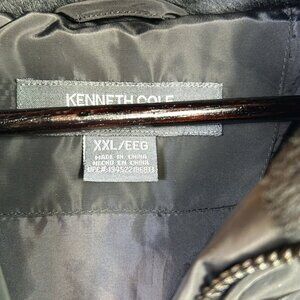 KENNETH COLE
XXL/EEG
MADE IN CHINA
HECHO EN CHINA